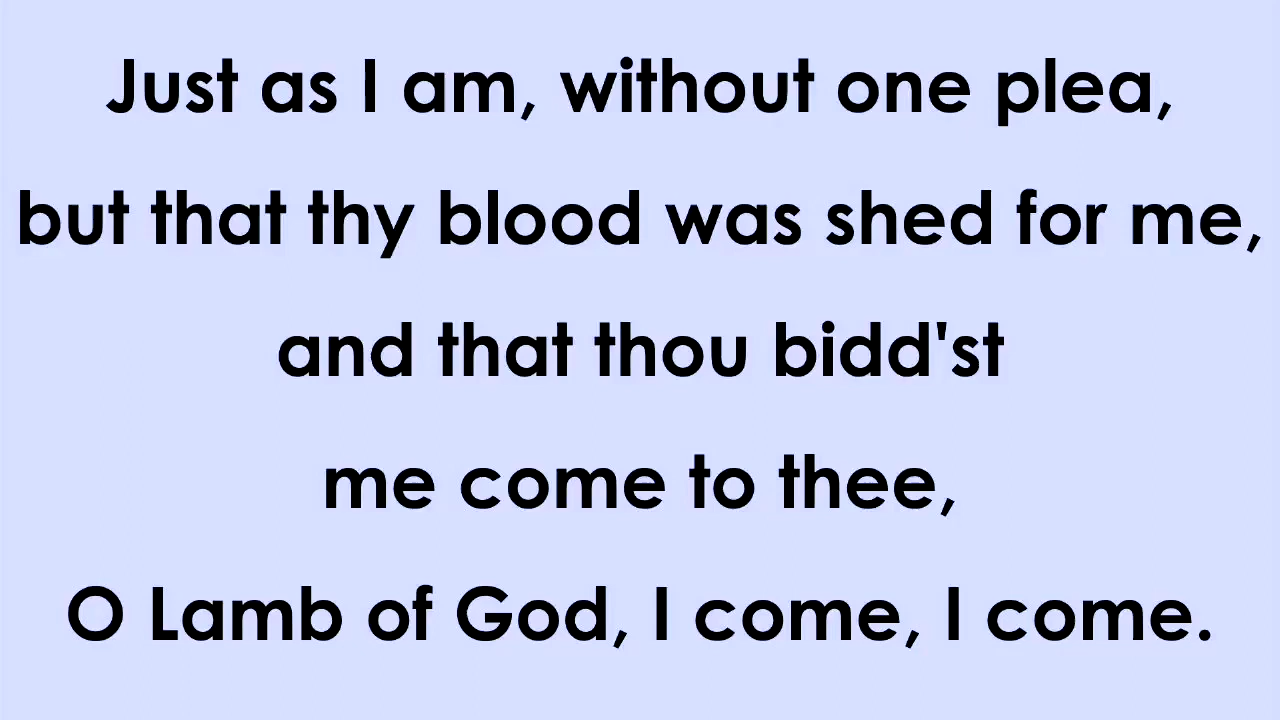 Just as I am, without one plea,
but that thy blood was shed for me,
and that thou bidd'st
me come to thee,
O Lamb of God, I come, I come.